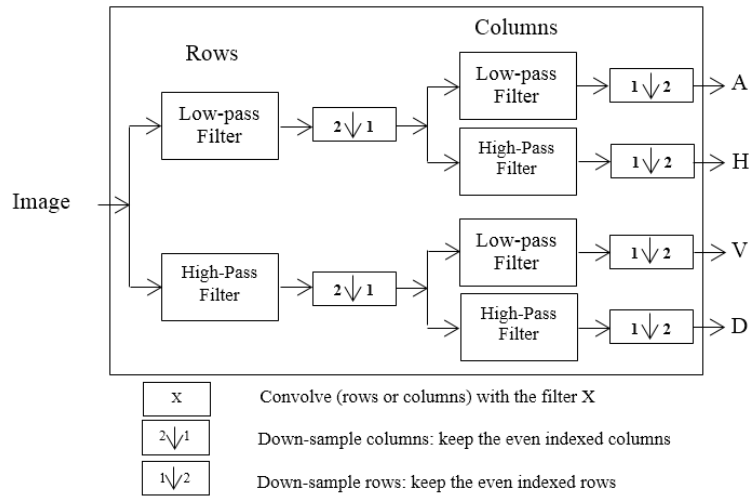 Columns
Rows
Low-pass
Filter
2 1
Low-pass
Filter
1 2
A
High-Pass
Filter
1 2
H
Image
High-Pass
Filter
2 1
Low-pass
Filter
1 2
V
High-Pass
Filter
1 2
D
X Convolve (rows or columns) with the filter X
2 1 Down-sample columns: keep the even indexed columns
1 2 Down-sample rows: keep the even indexed rows